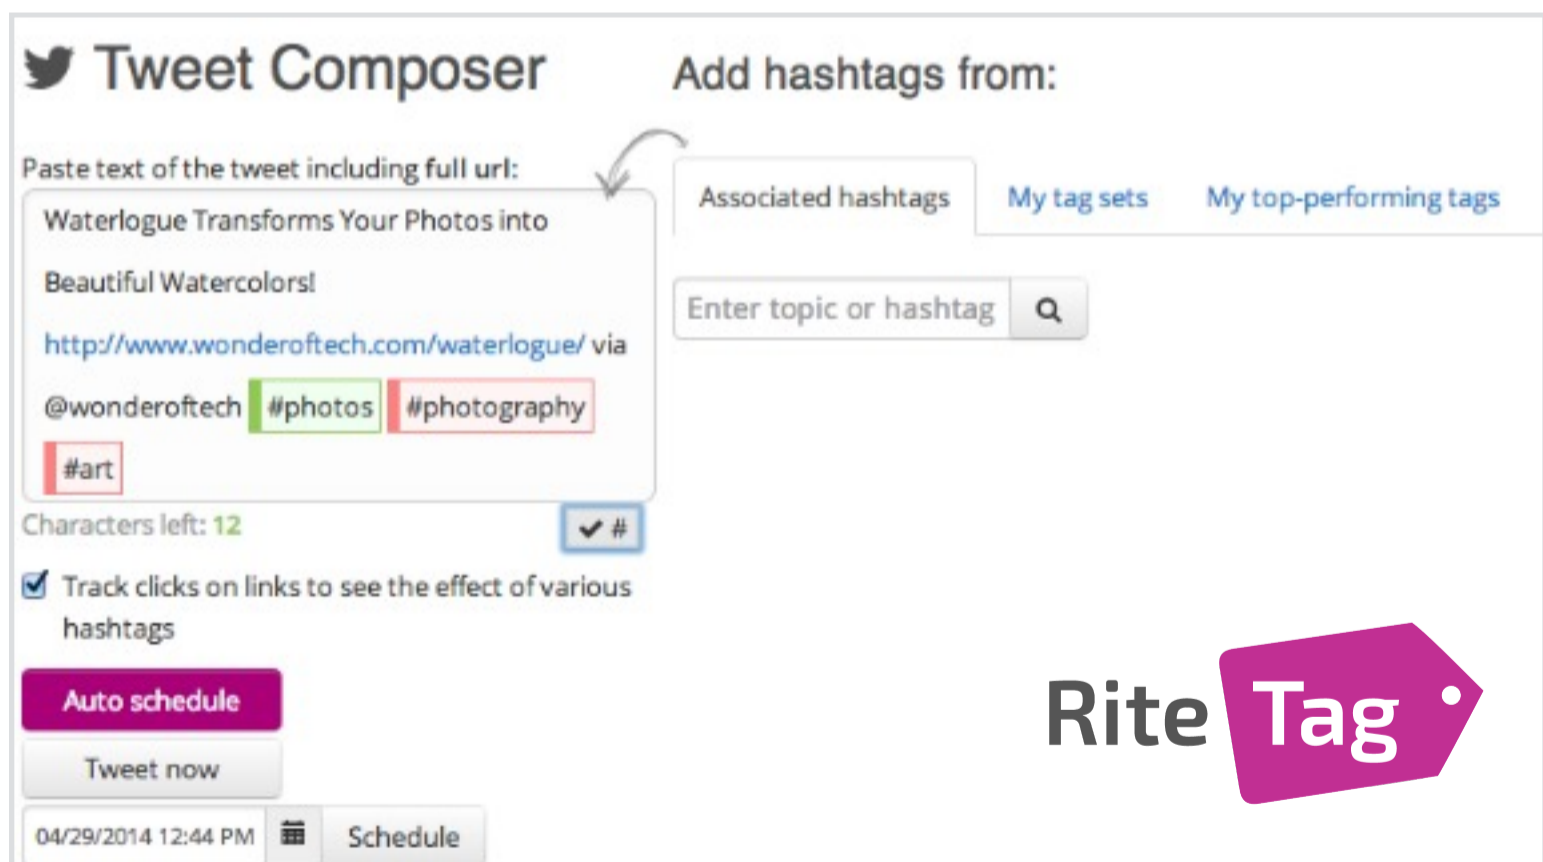 Tweet Composer
Add hashtags from:
Paste text of the tweet including full url:
Waterlogue Transforms Your Photos into
Beautiful Watercolors!
http://www.wonderoftech.com/waterlogue/ via
@wonderoftech #photos #photography
#art
Characters left: 12
✔ #
Track clicks on links to see the effect of various
hashtags
Auto schedule
Tweet now
04/29/2014 12:44 PM Schedule
Associated hashtags My tag sets My top-performing tags
Enter topic or hashtag
Rite Tag